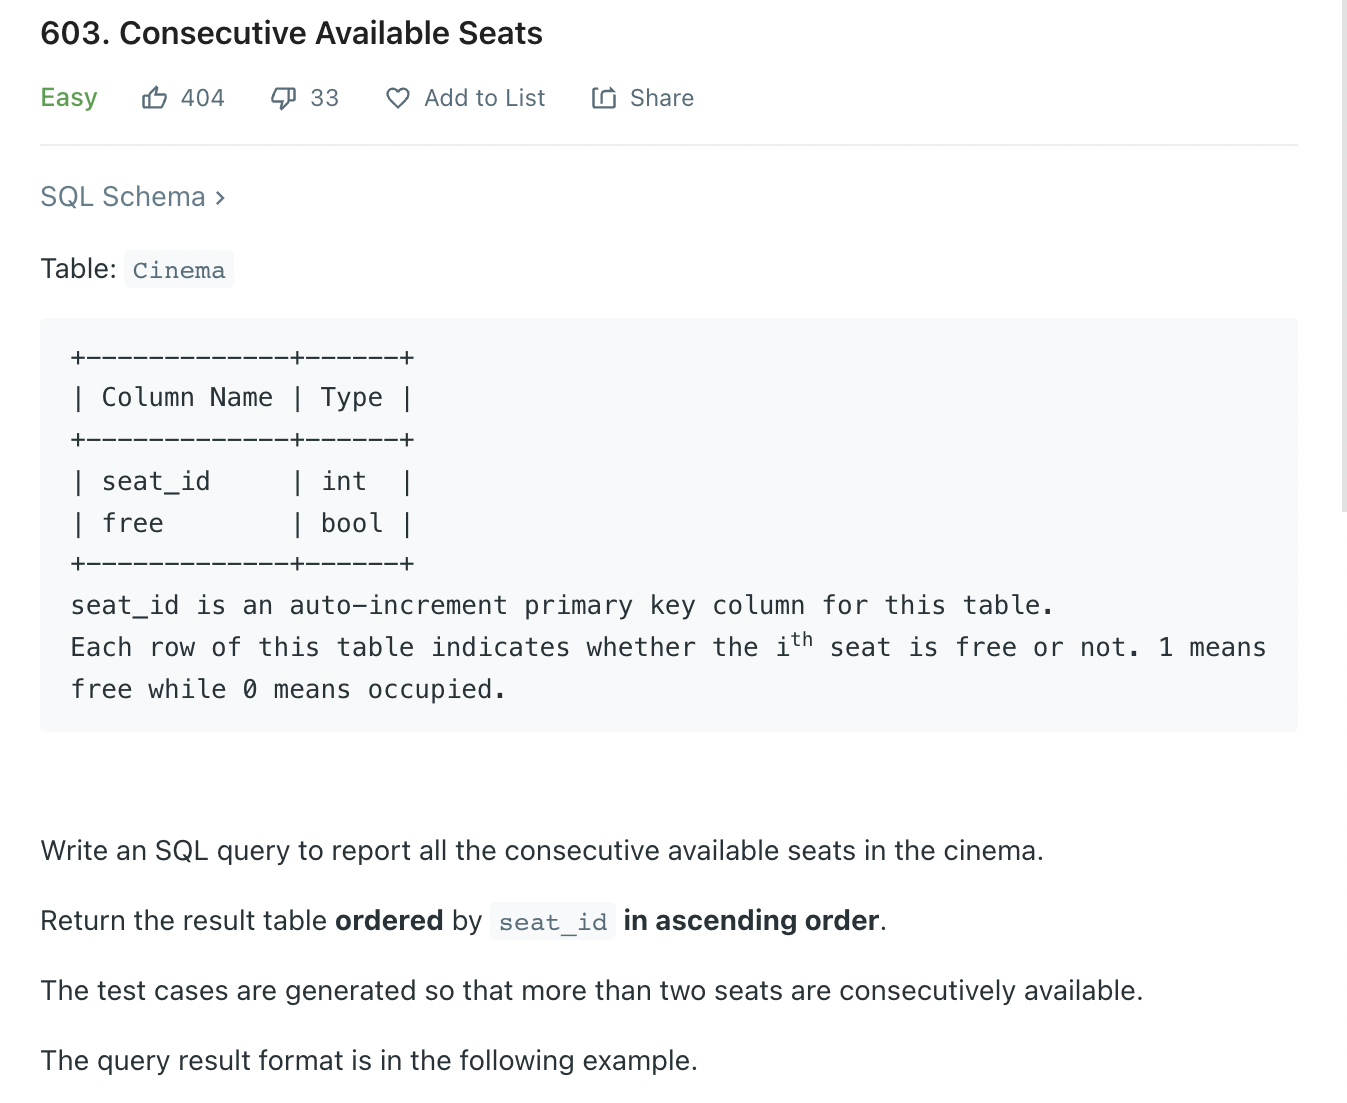 603. Consecutive Available Seats
Easy 404 33 Add to List Share
SQL Schema >
Table: Cinema
+-------------+------+
| Column Name | Type |
+-------------+------+
| seat_id     | int  |
| free        | bool |
+-------------+------+
seat_id is an auto-increment primary key column for this table.
Each row of this table indicates whether the ith seat is free or not. 1 means
free while 0 means occupied.
Write an SQL query to report all the consecutive available seats in the cinema.
Return the result table ordered by seat_id in ascending order.
The test cases are generated so that more than two seats are consecutively available.
The query result format is in the following example.